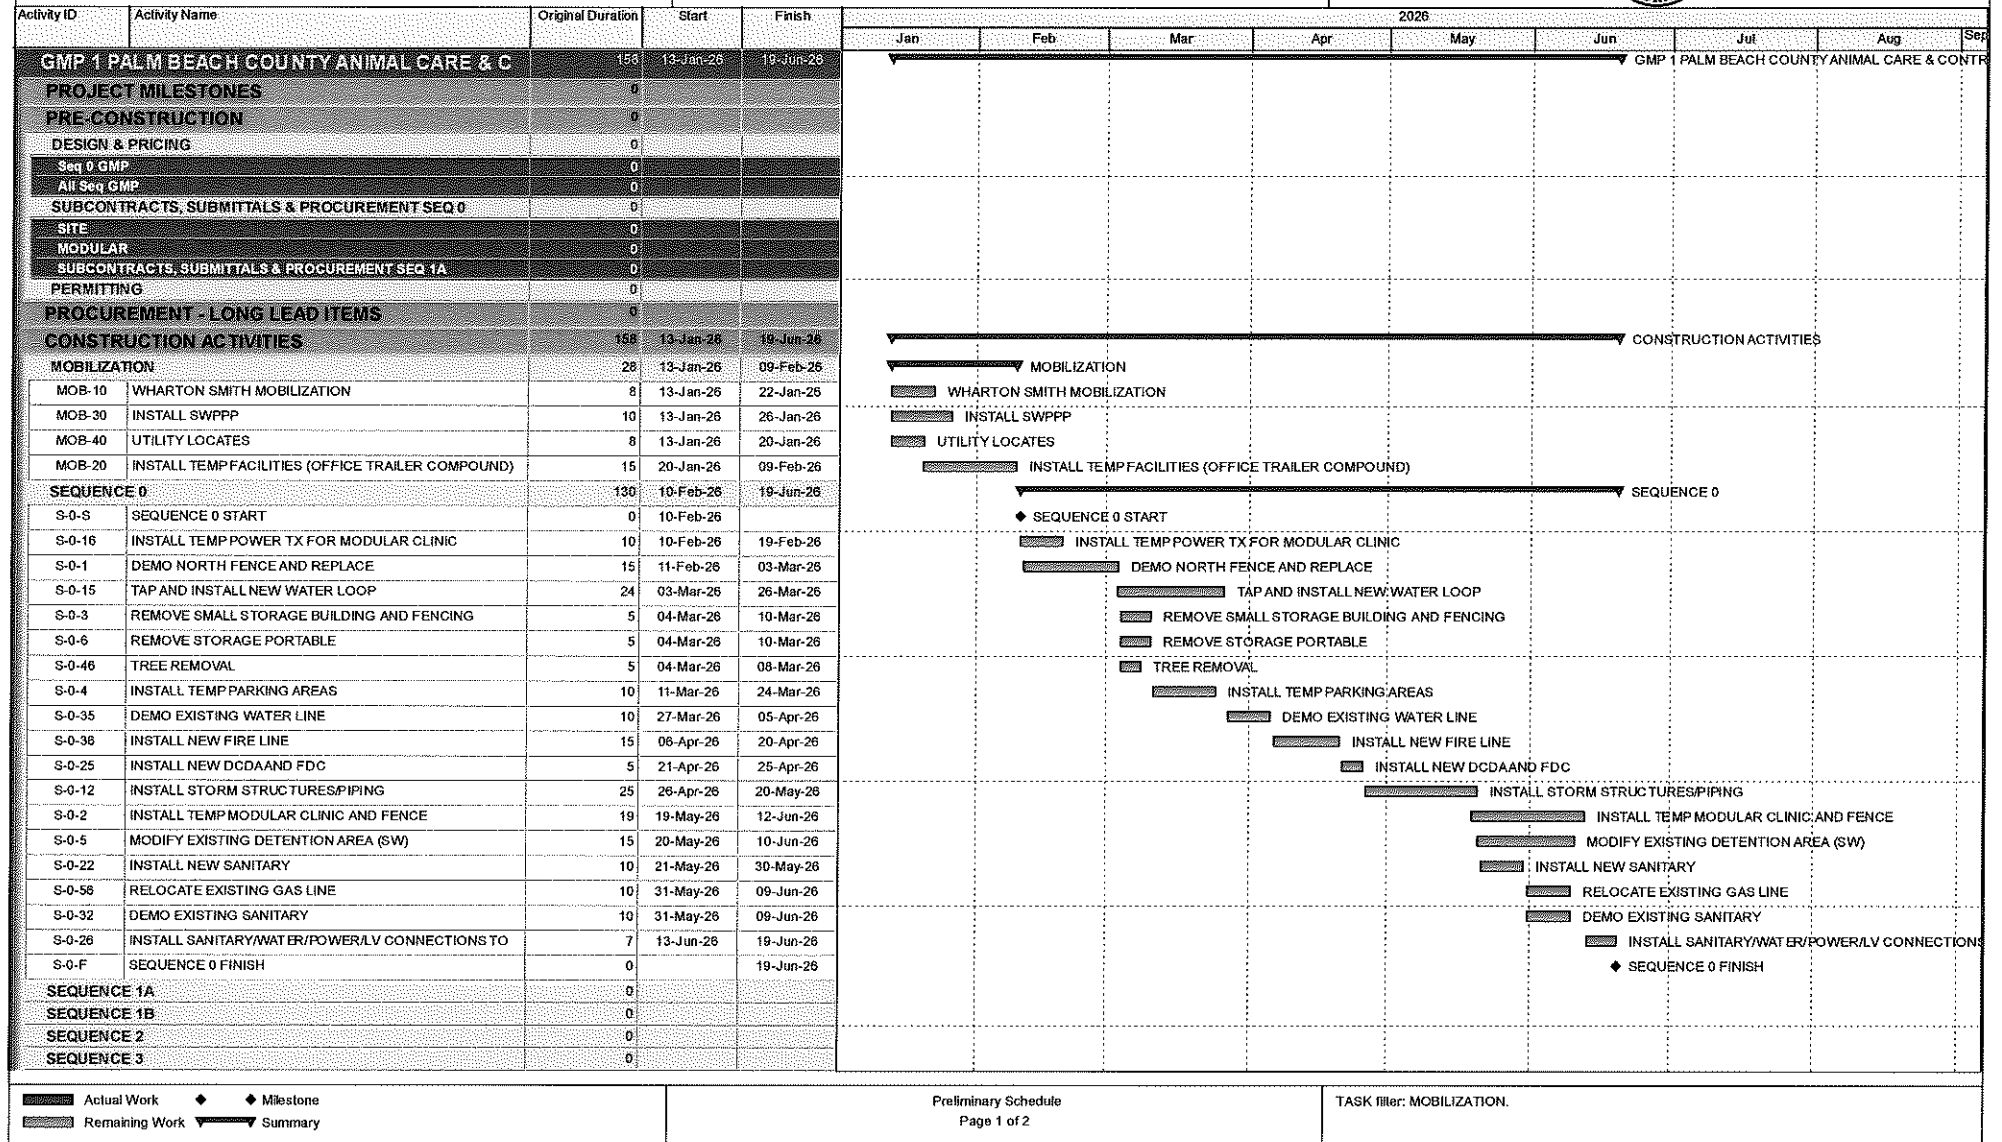 Activity ID Activity Name Original Duration Start Finish 2026
Jan Feb Mar Apr May Jun Jul Aug Sep
GMP 1 PALM BEACH COUNTY ANIMAL CARE & C 158 13-Jan-26 19-Jun-26 GMP 1 PALM BEACH COUNTY ANIMAL CARE & CONTR
PROJECT MILESTONES 0
PRE-CONSTRUCTION 0
DESIGN & PRICING 0
Seq 0 GMP 0
All Seq GMP 0
SUBCONTRACTS, SUBMITTALS & PROCUREMENT SEQ 0 0
SITE 0
MODULAR 0
SUBCONTRACTS, SUBMITTALS & PROCUREMENT SEQ 1A 0
PERMITTING 0
PROCUREMENT - LONG LEAD ITEMS 0
CONSTRUCTION ACTIVITIES 158 13-Jan-26 19-Jun-26 CONSTRUCTION ACTIVITIES
MOBILIZATION 28 13-Jan-26 09-Feb-26 MOBILIZATION
MOB-10 WHARTON SMITH MOBILIZATION 8 13-Jan-26 22-Jan-26 WHARTON SMITH MOBILIZATION
MOB-30 INSTALL SWPPP 10 13-Jan-26 26-Jan-26 INSTALL SWPPP
MOB-40 UTILITY LOCATES 8 13-Jan-26 20-Jan-26 UTILITY LOCATES
MOB-20 INSTALL TEMP FACILITIES (OFFICE TRAILER COMPOUND) 15 20-Jan-26 09-Feb-26 INSTALL TEMP FACILITIES (OFFICE TRAILER COMPOUND)
SEQUENCE 0 130 10-Feb-26 19-Jun-26 SEQUENCE 0
S-0-S SEQUENCE 0 START 0 10-Feb-26 SEQUENCE 0 START
S-0-16 INSTALL TEMP POWER TX FOR MODULAR CLINIC 10 10-Feb-26 19-Feb-26 INSTALL TEMP POWER TX FOR MODULAR CLINIC
S-0-1 DEMO NORTH FENCE AND REPLACE 15 11-Feb-26 03-Mar-26 DEMO NORTH FENCE AND REPLACE
S-0-15 TAP AND INSTALL NEW WATER LOOP 24 03-Mar-26 26-Mar-26 TAP AND INSTALL NEW WATER LOOP
S-0-3 REMOVE SMALL STORAGE BUILDING AND FENCING 5 04-Mar-26 10-Mar-26 REMOVE SMALL STORAGE BUILDING AND FENCING
S-0-6 REMOVE STORAGE PORTABLE 5 04-Mar-26 10-Mar-26 REMOVE STORAGE PORTABLE
S-0-46 TREE REMOVAL 5 04-Mar-26 08-Mar-26 TREE REMOVAL
S-0-4 INSTALL TEMP PARKING AREAS 10 11-Mar-26 24-Mar-26 INSTALL TEMP PARKING AREAS
S-0-35 DEMO EXISTING WATER LINE 10 27-Mar-26 05-Apr-26 DEMO EXISTING WATER LINE
S-0-36 INSTALL NEW FIRE LINE 15 06-Apr-26 20-Apr-26 INSTALL NEW FIRE LINE
S-0-25 INSTALL NEW DCDAAND FDC 5 21-Apr-26 25-Apr-26 INSTALL NEW DCDAAND FDC
S-0-12 INSTALL STORM STRUCTURES/PIPING 25 26-Apr-26 20-May-26 INSTALL STORM STRUCTURES/PIPING
S-0-2 INSTALL TEMP MODULAR CLINIC AND FENCE 19 19-May-26 12-Jun-26 INSTALL TEMP MODULAR CLINIC AND FENCE
S-0-5 MODIFY EXISTING DETENTION AREA (SW) 15 20-May-26 10-Jun-26 MODIFY EXISTING DETENTION AREA (SW)
S-0-22 INSTALL NEW SANITARY 10 21-May-26 30-May-26 INSTALL NEW SANITARY
S-0-56 RELOCATE EXISTING GAS LINE 10 31-May-26 09-Jun-26 RELOCATE EXISTING GAS LINE
S-0-32 DEMO EXISTING SANITARY 10 31-May-26 09-Jun-26 DEMO EXISTING SANITARY
S-0-26 INSTALL SANITARY/WATER/POWER/LV CONNECTIONS TO 7 13-Jun-26 19-Jun-26 INSTALL SANITARY/WATER/POWER/LV CONNECTIONS
S-0-F SEQUENCE 0 FINISH 0 19-Jun-26 SEQUENCE 0 FINISH
SEQUENCE 1A 0
SEQUENCE 1B 0
SEQUENCE 2 0
SEQUENCE 3 0
Actual Work Milestone
Remaining Work Summary
Preliminary Schedule
Page 1 of 2
TASK filter: MOBILIZATION.